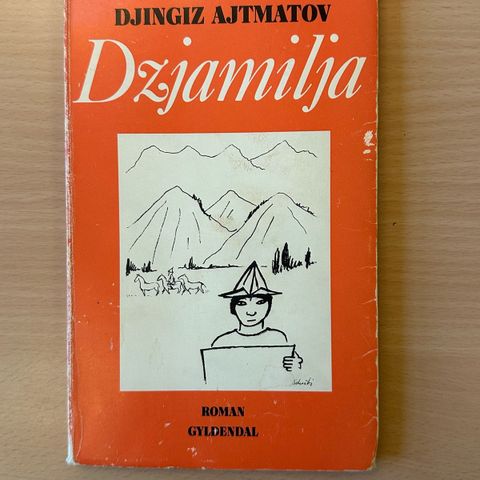 DJINGIZ AJTMATOV
Dzjamilja
ROMAN
GYLDENDAL